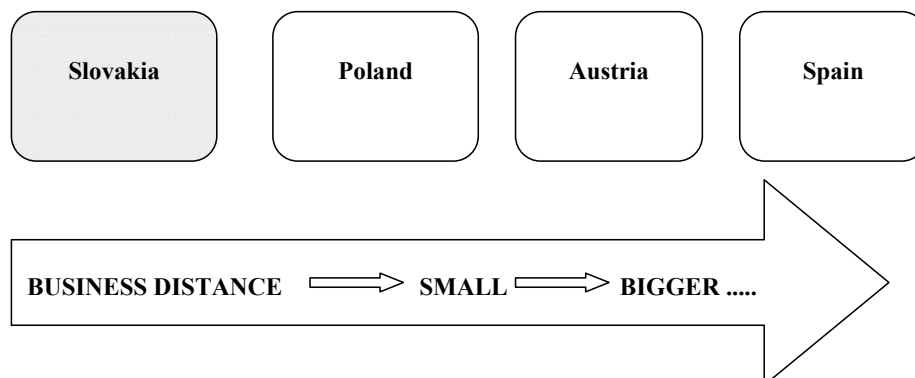 Slovakia Poland Austria Spain
BUSINESS DISTANCE SMALL BIGGER .....